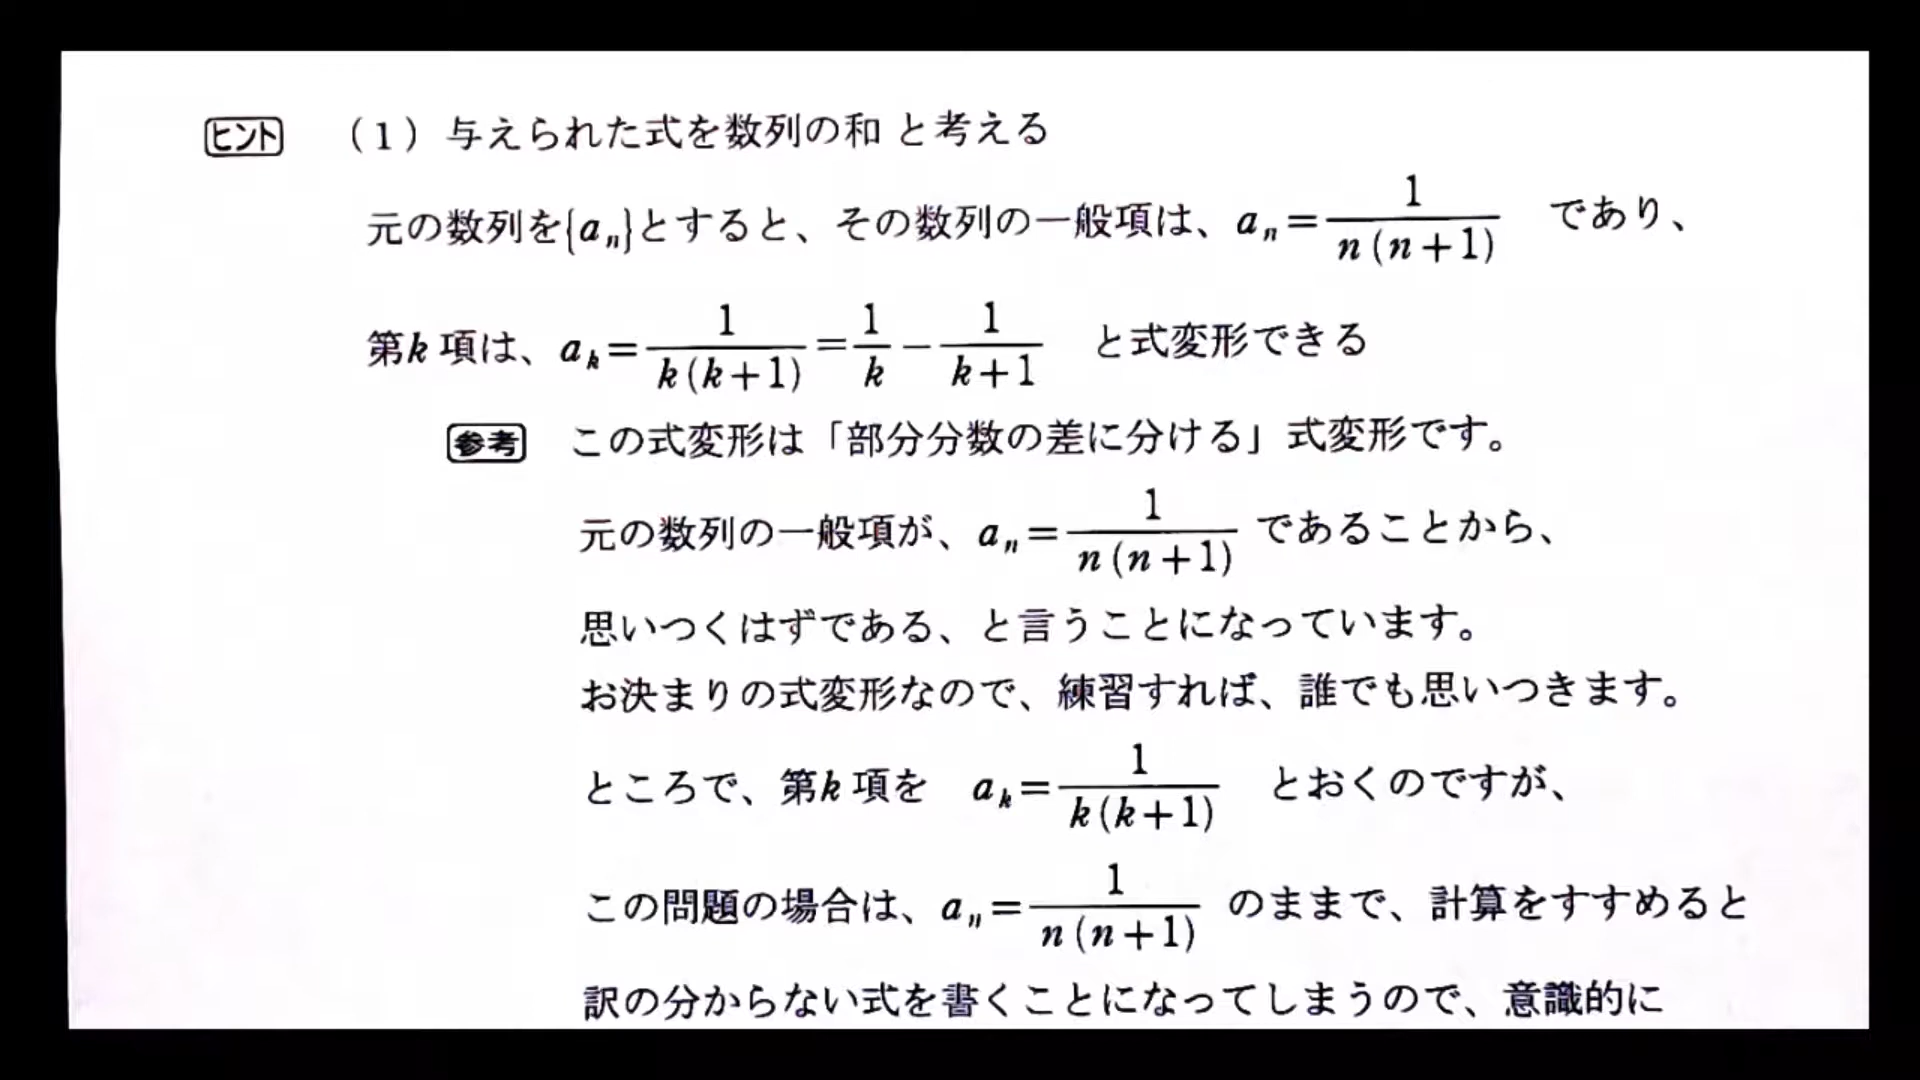 ヒント （１）与えられた式を数列の和 と考える
元の数列を{a_n}とすると、その数列の一般項は、a_n=1/(n(n+1)) であり、
第k 項は、a_k=1/(k(k+1))=1/k-1/(k+1) と式変形できる
参考 この式変形は「部分分数の差に分ける」式変形です。
元の数列の一般項が、a_n=1/(n(n+1)) であることから、
思いつくはずである、と言うことになっています。
お決まりの式変形なので、練習すれば、誰でも思いつきます。
ところで、第k 項を a_k=1/(k(k+1)) とおくのですが、
この問題の場合は、a_n=1/(n(n+1)) のままで、計算をすすめると
訳の分からない式を書くことになってしまうので、意識的に